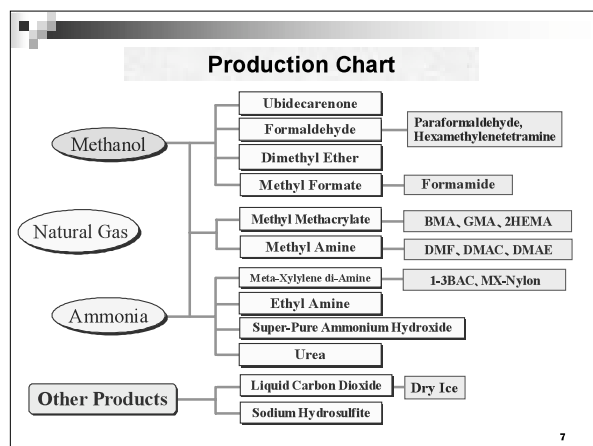 Production Chart
Ubidecarenone
Formaldehyde
Paraformaldehyde,
Hexamethylenetetramine
Methanol
Dimethyl Ether
Methyl Formate
Formamide
Natural Gas
Methyl Methacrylate
BMA、GMA、2HEMA
Methyl Amine
DMF、DMAC、DMAE
Meta-Xylylene di-Amine
1-3BAC、MX-Nylon
Ammonia
Ethyl Amine
Super-Pure Ammonium Hydroxide
Urea
Other Products
Liquid Carbon Dioxide
Dry Ice
Sodium Hydrosulfite
7